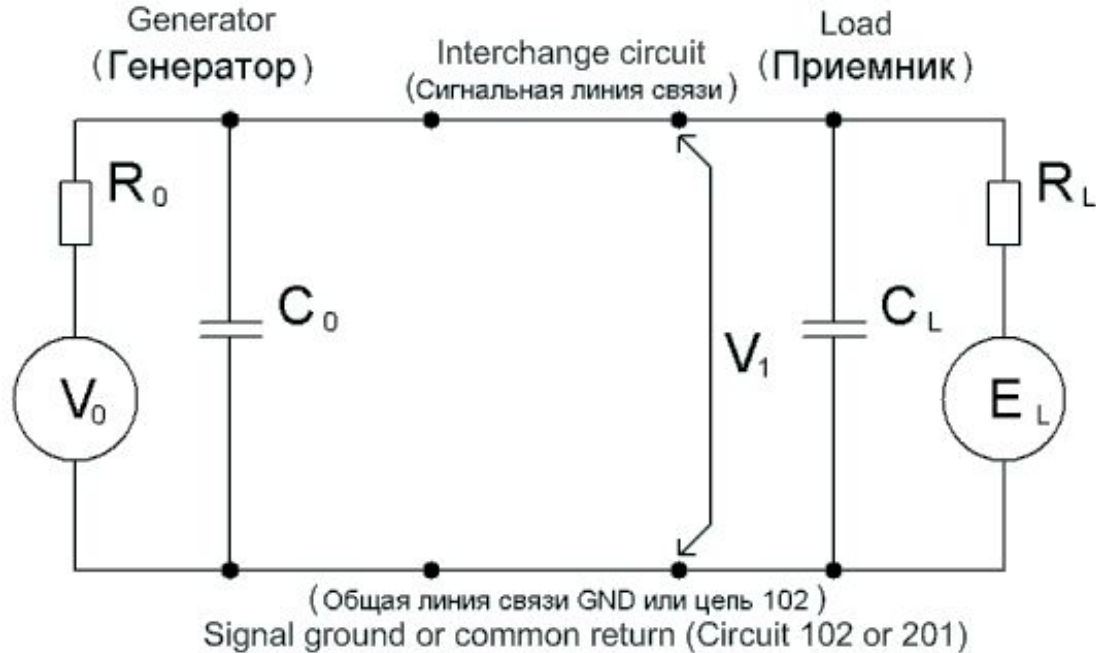 Generator
(Генератор)
Interchange circuit
(Сигнальная линия связи)
Load
(Приемник)
R0
C0
V0
V1
CL
RL
EL
(Общая линия связи GND или цепь 102)
Signal ground or common return (Circuit 102 or 201)